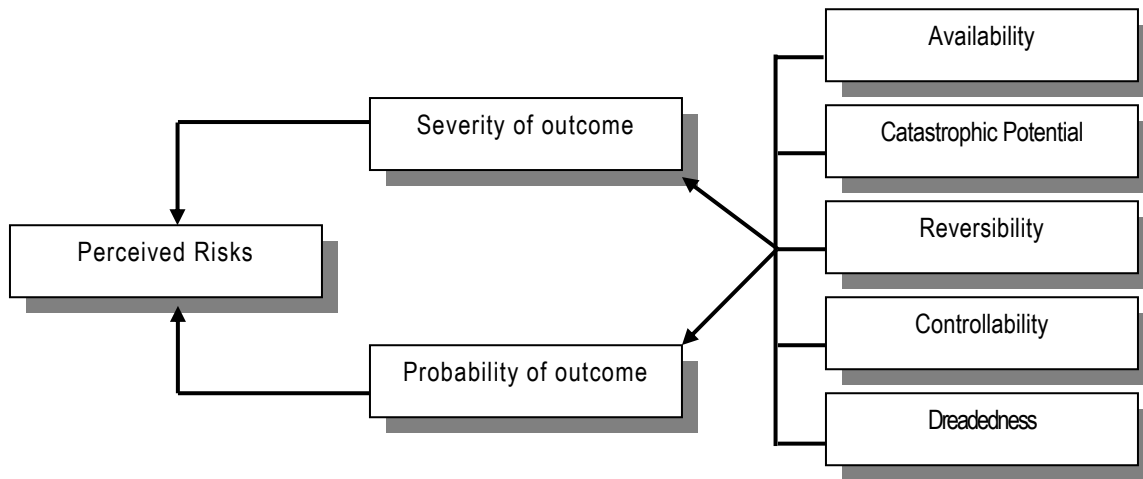 Availability
Severity of outcome
Catastrophic Potential
Perceived Risks
Reversibility
Controllability
Probability of outcome
Dreadedness